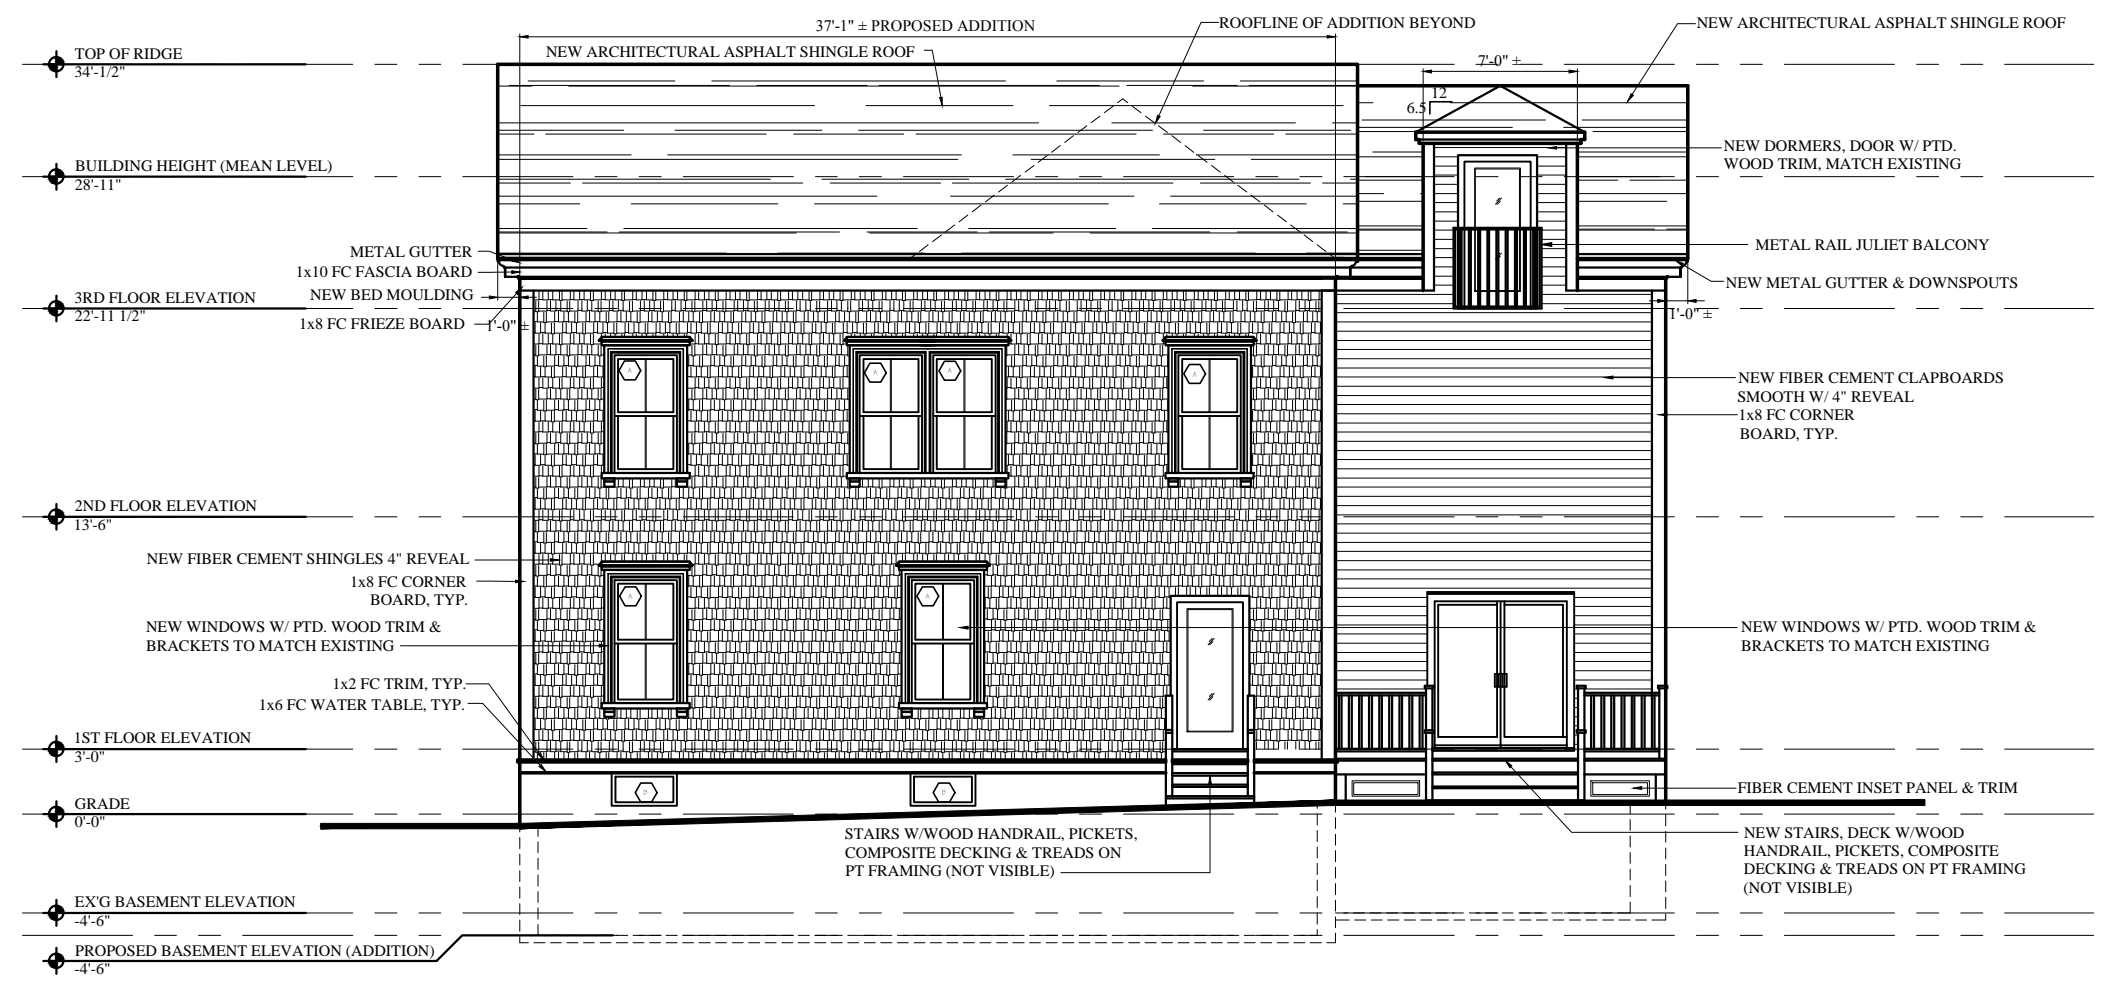 37'-1" ± PROPOSED ADDITION
ROOFLINE OF ADDITION BEYOND
NEW ARCHITECTURAL ASPHALT SHINGLE ROOF
NEW ARCHITECTURAL ASPHALT SHINGLE ROOF
7'-0" ±
12
6.5
TOP OF RIDGE
34'-1/2"
BUILDING HEIGHT (MEAN LEVEL)
28'-11"
3RD FLOOR ELEVATION
22'-11 1/2"
2ND FLOOR ELEVATION
13'-6"
1ST FLOOR ELEVATION
3'-0"
GRADE
0'-0"
EX'G BASEMENT ELEVATION
-4'-6"
PROPOSED BASEMENT ELEVATION (ADDITION)
-4'-6"
METAL GUTTER
1x10 FC FASCIA BOARD
NEW BED MOULDING
1x8 FC FRIEZE BOARD
1'-0" ±
NEW FIBER CEMENT SHINGLES 4" REVEAL
1x8 FC CORNER
BOARD, TYP.
NEW WINDOWS W/ PTD. WOOD TRIM &
BRACKETS TO MATCH EXISTING
1x2 FC TRIM, TYP.
1x6 FC WATER TABLE, TYP.
A
A
A
A
A
A
STAIRS W/WOOD HANDRAIL, PICKETS,
COMPOSITE DECKING & TREADS ON
PT FRAMING (NOT VISIBLE)
NEW DORMERS, DOOR W/ PTD.
WOOD TRIM, MATCH EXISTING
METAL RAIL JULIET BALCONY
NEW METAL GUTTER & DOWNSPOUTS
1'-0" ±
NEW FIBER CEMENT CLAPBOARDS
SMOOTH W/ 4" REVEAL
1x8 FC CORNER
BOARD, TYP.
NEW WINDOWS W/ PTD. WOOD TRIM &
BRACKETS TO MATCH EXISTING
FIBER CEMENT INSET PANEL & TRIM
NEW STAIRS, DECK W/WOOD
HANDRAIL, PICKETS, COMPOSITE
DECKING & TREADS ON PT FRAMING
(NOT VISIBLE)